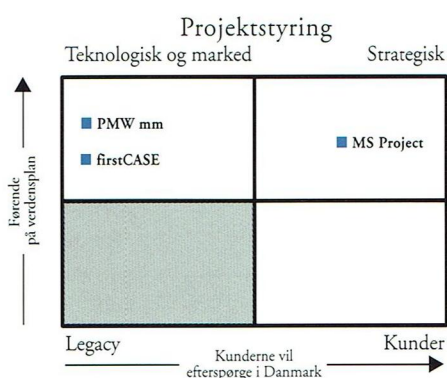 Projektstyring
Teknologisk og marked
Strategisk
PMW mm
firstCASE
MS Project
Førende
på verdensplan
Legacy
Kunder
Kunderne vil
efterspørge i Danmark